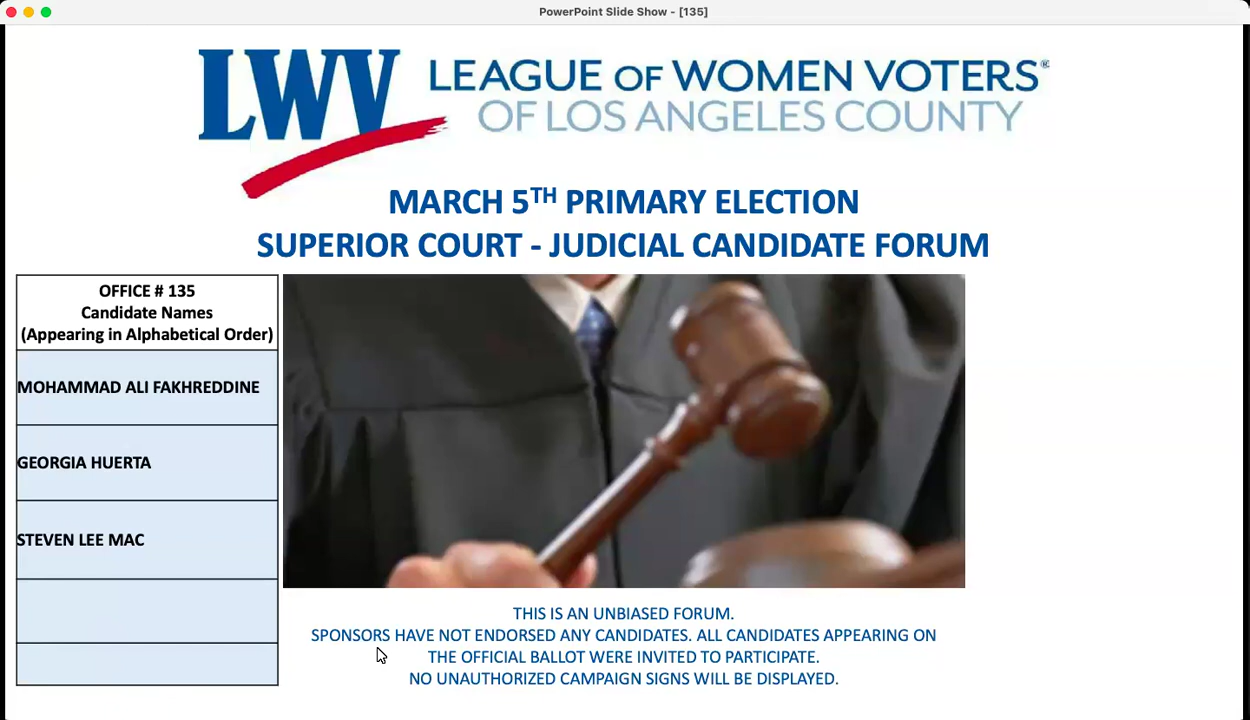 PowerPoint Slide Show - [135]
LWV
LEAGUE OF WOMEN VOTERS®
OF LOS ANGELES COUNTY
MARCH 5TH PRIMARY ELECTION
SUPERIOR COURT - JUDICIAL CANDIDATE FORUM
OFFICE # 135
Candidate Names
(Appearing in Alphabetical Order)
MOHAMMAD ALI FAKHREDDINE
GEORGIA HUERTA
STEVEN LEE MAC
THIS IS AN UNBIASED FORUM.
SPONSORS HAVE NOT ENDORSED ANY CANDIDATES. ALL CANDIDATES APPEARING ON
THE OFFICIAL BALLOT WERE INVITED TO PARTICIPATE.
NO UNAUTHORIZED CAMPAIGN SIGNS WILL BE DISPLAYED.